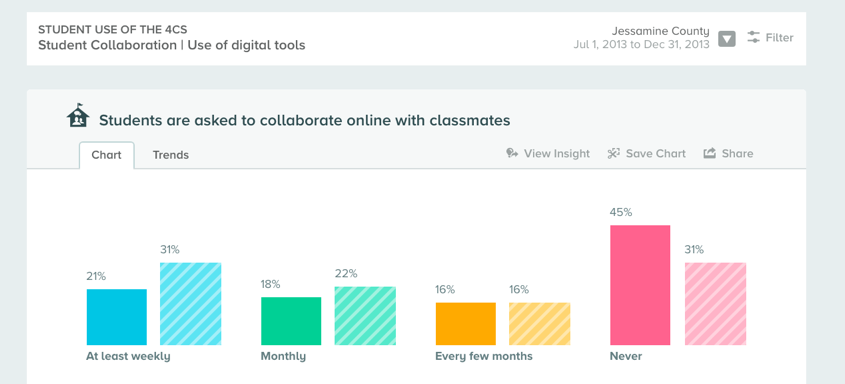 STUDENT USE OF THE 4CS
Student Collaboration | Use of digital tools
Jessamine County
Jul 1, 2013 to Dec 31, 2013
Filter
Students are asked to collaborate online with classmates
Chart
Trends
View Insight
Save Chart
Share
21%
31%
18%
22%
16%
16%
45%
31%
At least weekly
Monthly
Every few months
Never